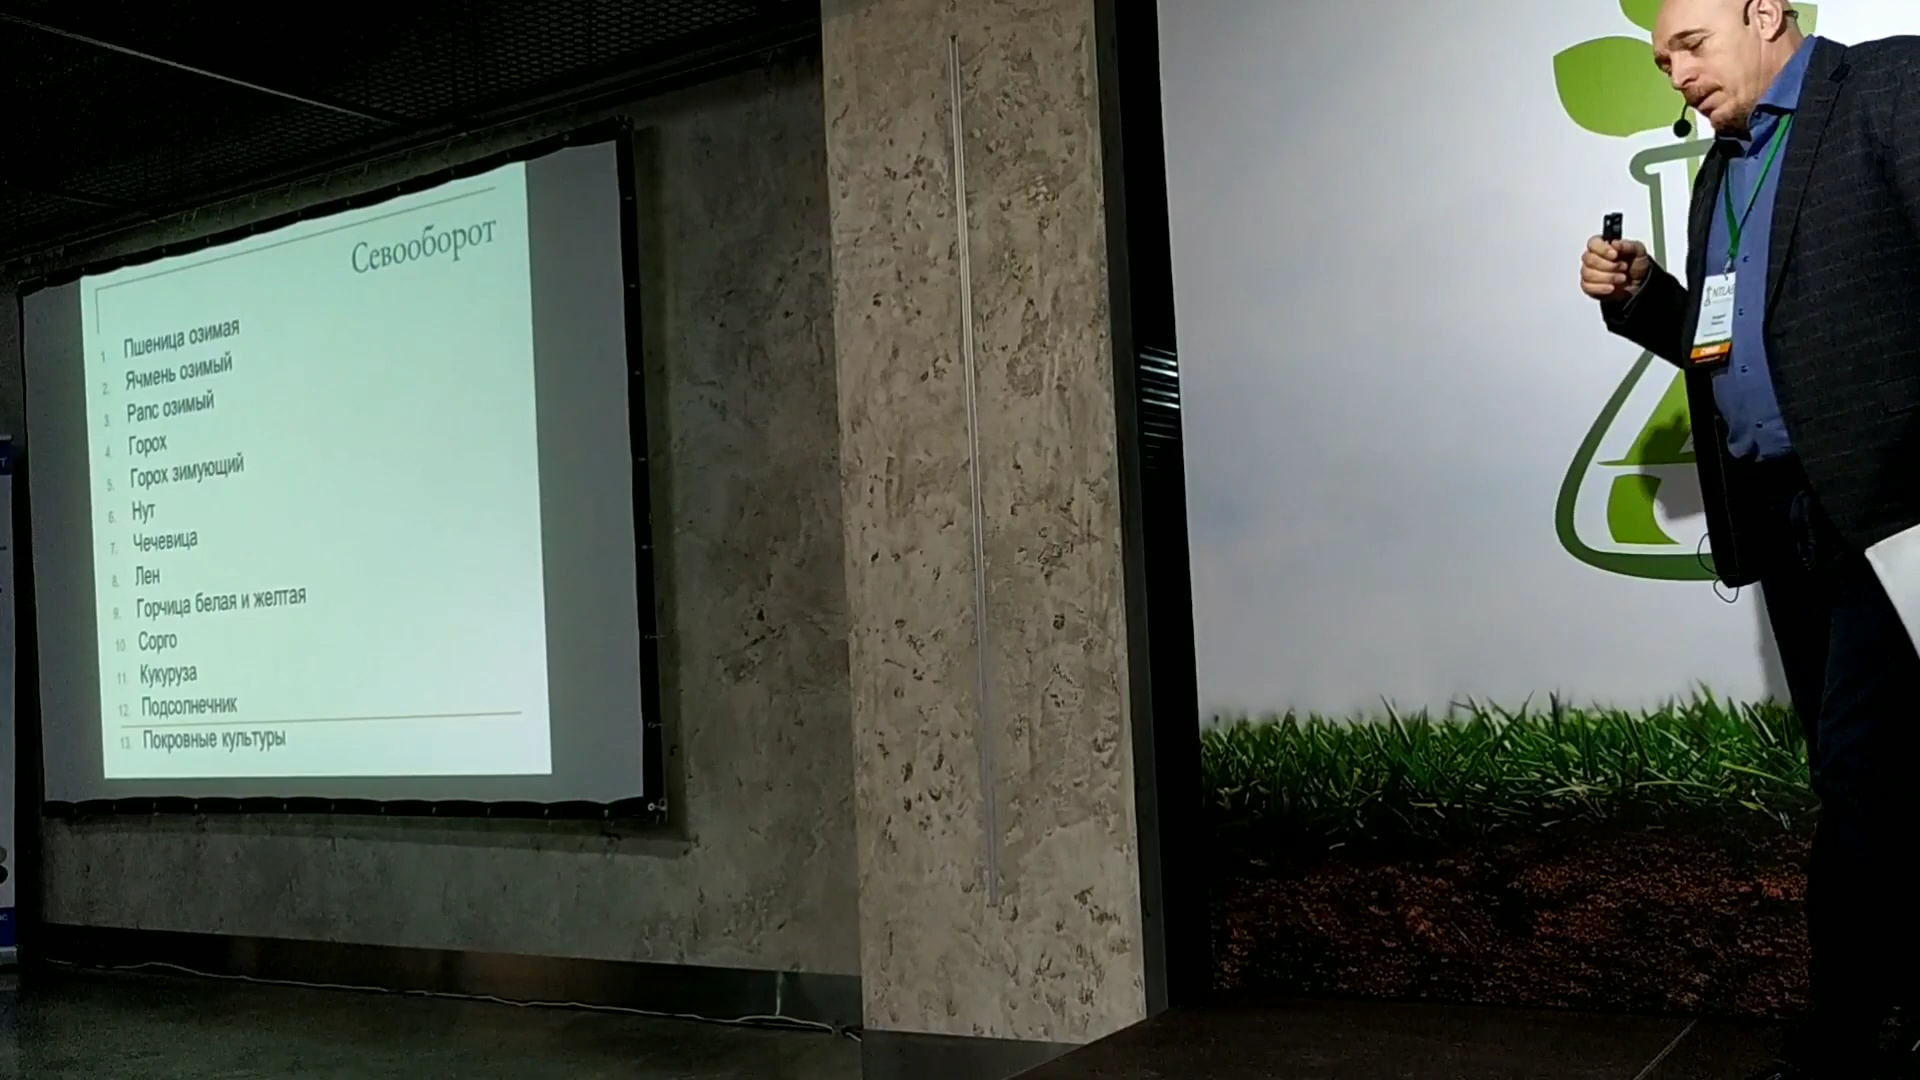 Севооборот
1. Пшеница озимая
2. Ячмень озимый
3. Рапс озимый
4. Горох
5. Горох зимующий
6. Нут
7. Чечевица
8. Лен
9. Горчица белая и желтая
10. Сорго
11. Кукуруза
12. Подсолнечник
13. Покровные культуры